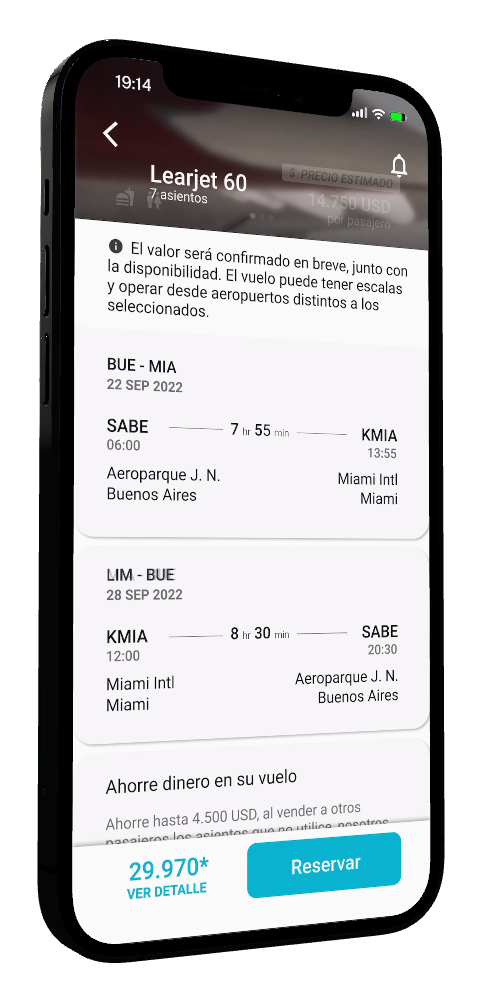 19:14
Learjet 60
7 asientos
$ PRECIO ESTIMADO
14.750 USD
por pasajero
El valor será confirmado en breve, junto con
la disponibilidad. El vuelo puede tener escalas
y operar desde aeropuertos distintos a los
seleccionados.
BUE - MIA
22 SEP 2022
SABE 7 hr 55 min KMIA
06:00 13:55
Aeroparque J. N. Miami Intl
Buenos Aires Miami
LIM - BUE
28 SEP 2022
KMIA 8 hr 30 min SABE
12:00 20:30
Miami Intl Aeroparque J. N.
Miami Buenos Aires
Ahorre dinero en su vuelo
Ahorre hasta 4.500 USD, al vender a otros
pasajeros los asientos que no utilice, nosotros
29.970*
VER DETALLE
Reservar